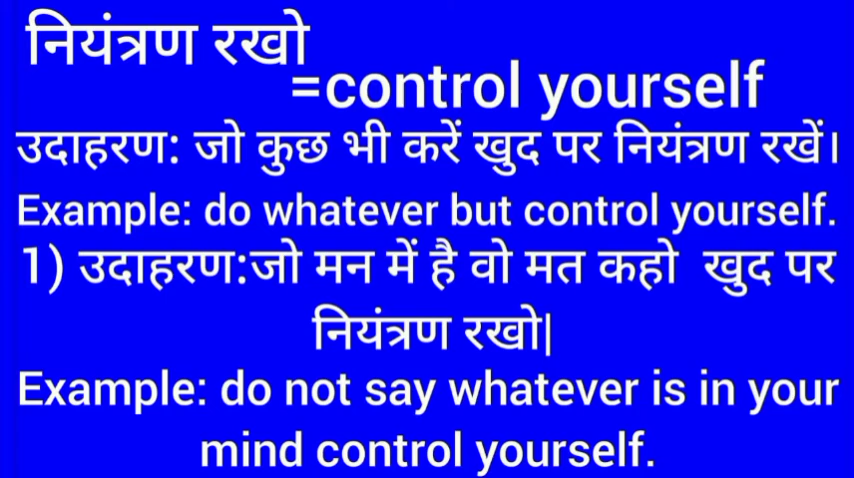 नियंत्रण रखो
=control yourself
उदाहरण: जो कुछ भी करें खुद पर नियंत्रण रखें।
Example: do whatever but control yourself.
1) उदाहरण:जो मन में है वो मत कहो खुद पर
नियंत्रण रखो|
Example: do not say whatever is in your
mind control yourself.